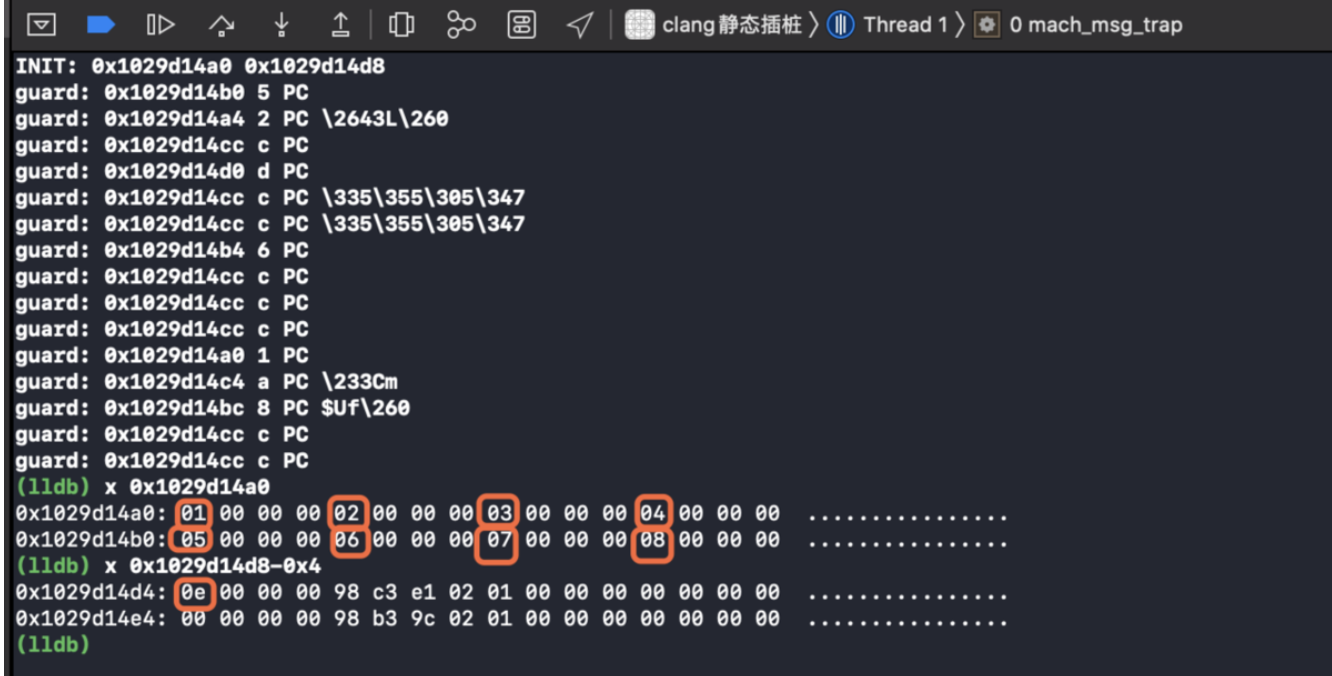 clang静态插桩 〉 Thread 1 〉 0 mach_msg_trap
INIT: 0x1029d14a0 0x1029d14d8
guard: 0x1029d14b0 5 PC
guard: 0x1029d14a4 2 PC \2643L\260
guard: 0x1029d14cc c PC
guard: 0x1029d14d0 d PC
guard: 0x1029d14cc c PC \335\355\305\347
guard: 0x1029d14cc c PC \335\355\305\347
guard: 0x1029d14b4 6 PC
guard: 0x1029d14cc c PC
guard: 0x1029d14cc c PC
guard: 0x1029d14cc c PC
guard: 0x1029d14a0 1 PC
guard: 0x1029d14c4 a PC \233Cm
guard: 0x1029d14bc 8 PC $Uf\260
guard: 0x1029d14cc c PC
guard: 0x1029d14cc c PC
(lldb) x 0x1029d14a0
0x1029d14a0: 01 00 00 00 02 00 00 00 03 00 00 00 04 00 00 00  ................
0x1029d14b0: 05 00 00 00 06 00 00 00 07 00 00 00 08 00 00 00  ................
(lldb) x 0x1029d14d8-0x4
0x1029d14d4: 0e 00 00 00 98 c3 e1 02 01 00 00 00 00 00 00 00  ................
0x1029d14e4: 00 00 00 00 98 b3 9c 02 01 00 00 00 00 00 00 00  ................
(lldb)